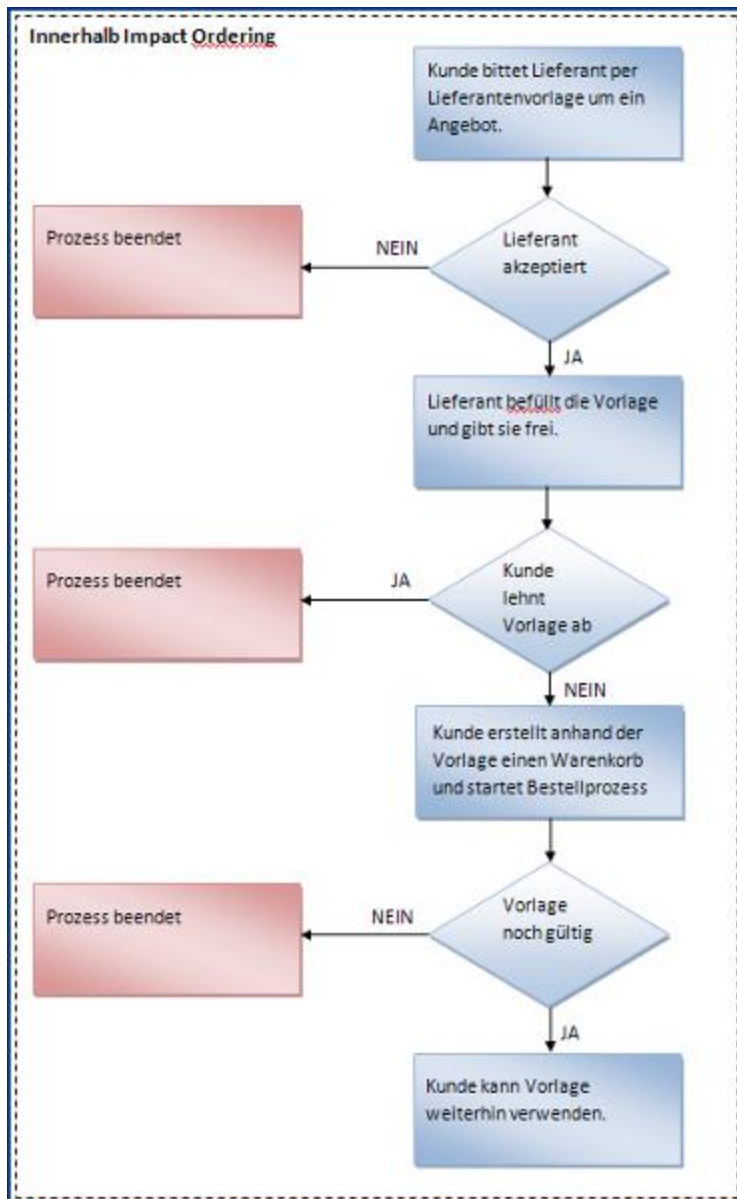 Innerhalb Impact Ordering
Kunde bittet Lieferant per
Lieferantenvorlage um ein
Angebot.
Prozess beendet
NEIN
Lieferant
akzeptiert
JA
Lieferant befüllt die Vorlage
und gibt sie frei.
Prozess beendet
JA
Kunde
lehnt
Vorlage ab
NEIN
Kunde erstellt anhand der
Vorlage einen Warenkorb
und startet Bestellprozess
Prozess beendet
NEIN
Vorlage
noch gültig
JA
Kunde kann Vorlage
weiterhin verwenden.